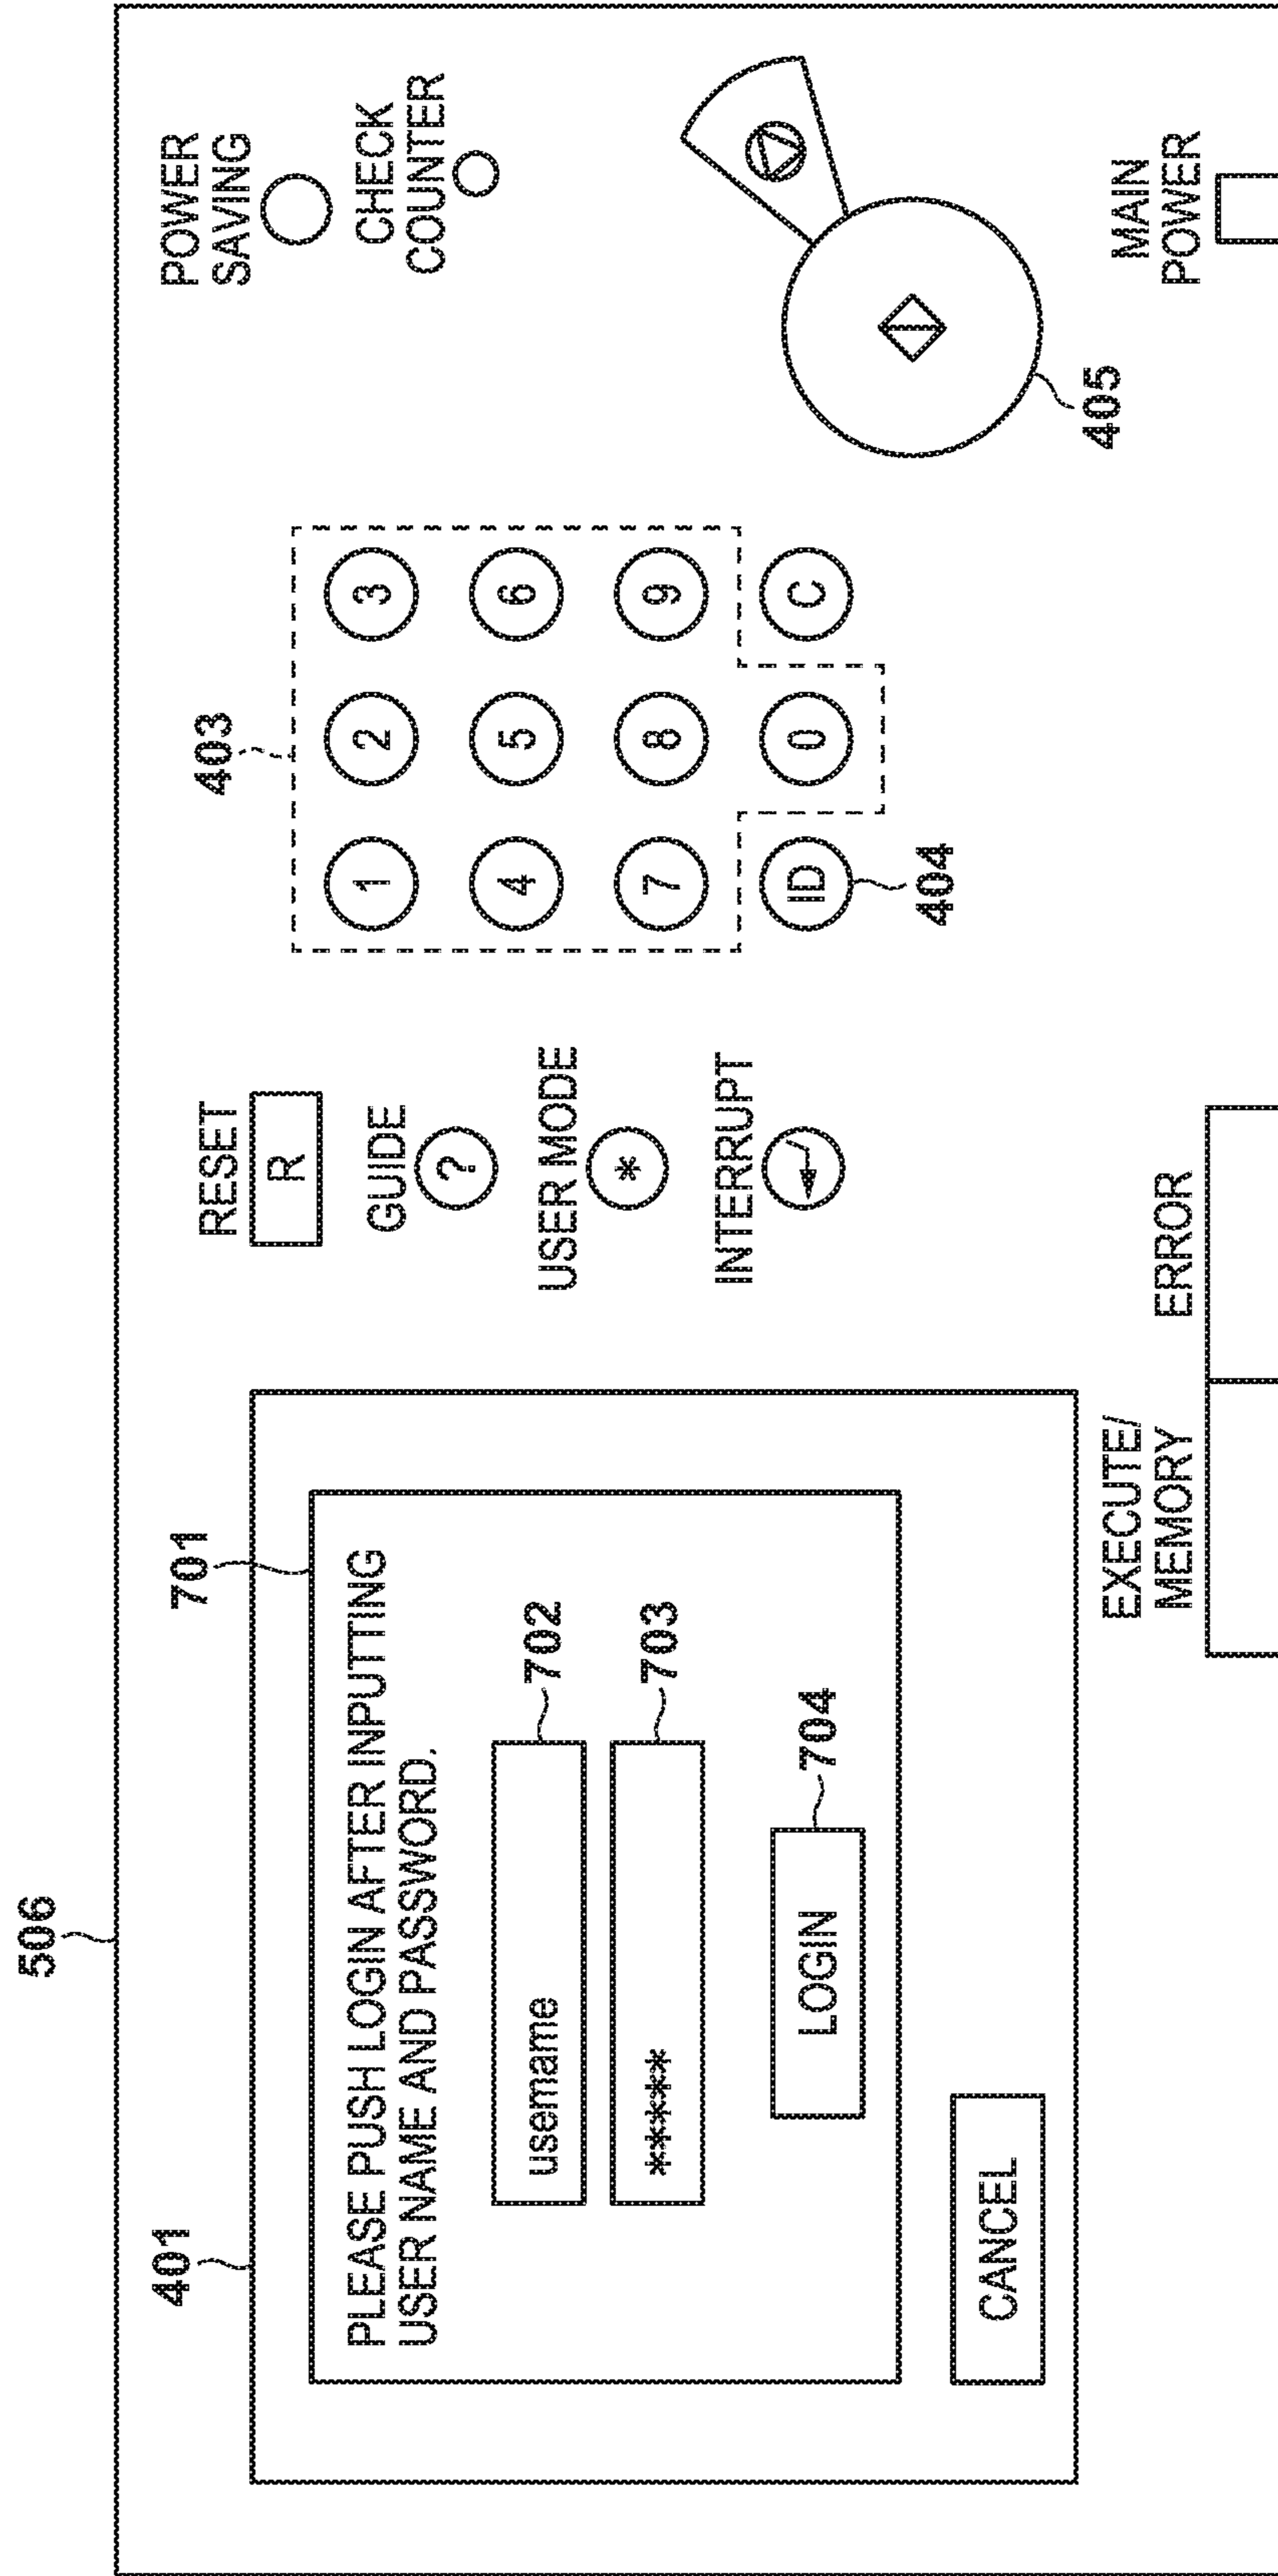 506
401
701
PLEASE PUSH LOGIN AFTER INPUTTING
USER NAME AND PASSWORD.
username
702
*****
703
LOGIN
704
CANCEL
RESET
R
GUIDE
?
USER MODE
*
INTERRUPT
403
1 2 3
4 5 6
7 8 9
ID 0 C
404
POWER
SAVING
CHECK
COUNTER
405
EXECUTE/
MEMORY
ERROR
MAIN
POWER